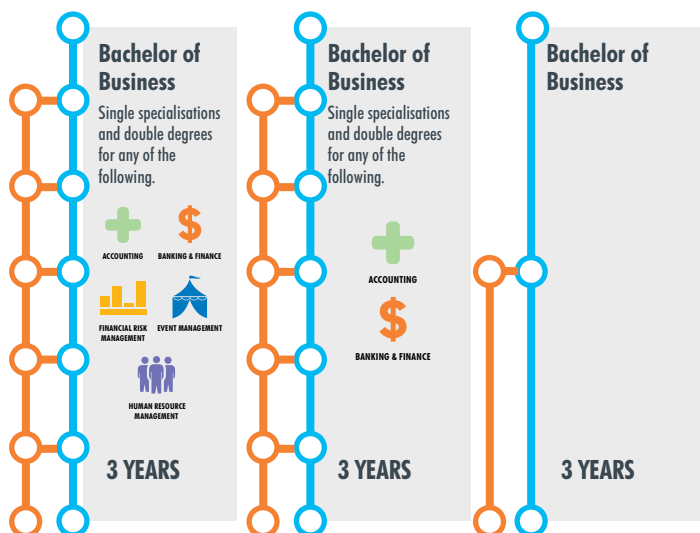 Bachelor of
Business
Single specialisations
and double degrees
for any of the
following.
ACCOUNTING
BANKING & FINANCE
FINANCIAL RISK
MANAGEMENT
EVENT MANAGEMENT
HUMAN RESOURCE
MANAGEMENT
3 YEARS
Bachelor of
Business
Single specialisations
and double degrees
for any of the
following.
ACCOUNTING
$
BANKING & FINANCE
3 YEARS
Bachelor of
Business
3 YEARS